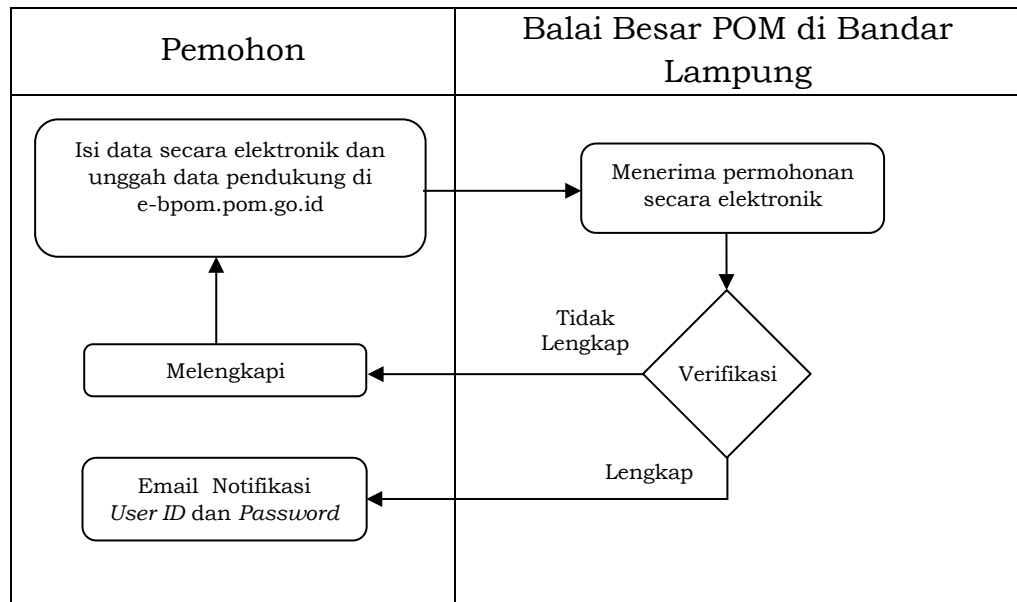 Pemohon
Balai Besar POM di Bandar
Lampung
Isi data secara elektronik dan
unggah data pendukung di
e-bpom.pom.go.id
Menerima permohonan
secara elektronik
Tidak
Lengkap
Melengkapi
Verifikasi
Lengkap
Email Notifikasi
User ID dan Password